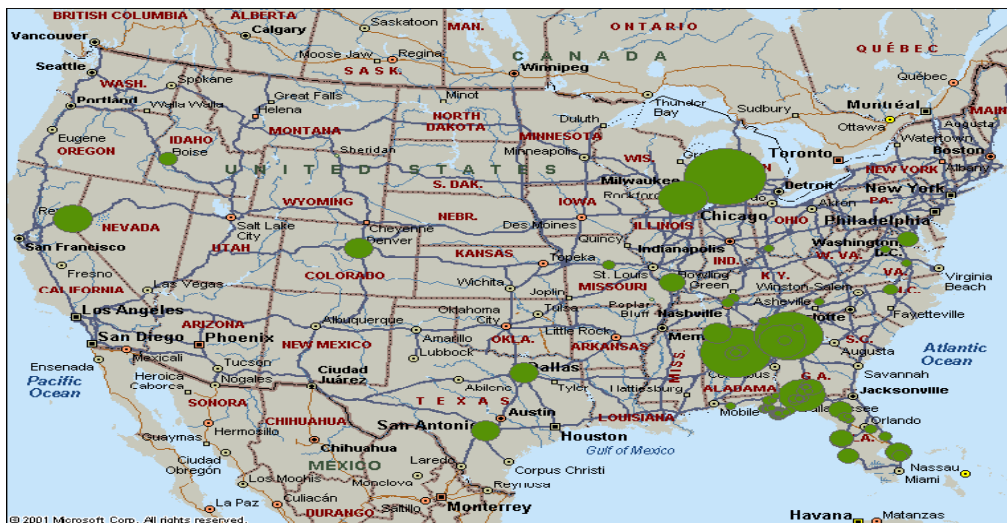 BRITISH COLUMBIA
ALBERTA
Saskatoon
MAN.
ONTARIO
Vancouver
Calgary
Moose Jaw
Regina
CANADA
QUÉBEC
Seattle
SASK.
Winnipeg
Québec
WASH.
Spokane
Thunder
Bay
Sudbury
Portland
Walla Walla
Great Falls
Helena
Minot
Ottawa
MAIN
Augusta
Eugene
OREGON
IDAHO
Boise
MONTANA
NORTH
DAKOTA
Duluth
MINNESOTA
Minneapolis
Toronto
Watertown
Boston
Albany
Sheridan
UNITED STATES
WIS.
NEW YORK
New York
S. DAK.
Milwaukee
Detroit
PA.
WYOMING
IOWA
Chicago
OHIO
Akron
Philadelphia
NEVADA
Salt Lake
City
Cheyenne
NEBR.
Des Moines
ILLINOIS
Washington
San Francisco
UTAH
Denver
Quincy
Indianapolis
IND.
W. VA.
Fresno
COLORADO
KANSAS
Topeka
St. Louis
Bowling
Green
K Y.
VA.
Virginia
Beach
CALIFORNIA
Las Vegas
Wichita
MISSOURI
Joplin
Poplar
Bluff
Nashville
Winston-Salem
Asheville
Fayetteville
Los Angeles
ARIZONA
Albuquerque
Oklahoma
City
Tulsa
Little Rock
San Diego
Phoenix
NEW MEXICO
Amarillo
Lubbock
OKLA.
ARKANSAS
MISS.
S.C.
Augusta
Atlantic
Ocean
Ensenada
Mexicali
Tucson
Nogales
Ciudad
Juárez
Abilene
Tyler
Hattiesburg
ALABAMA
G A.
Savannah
Jacksonville
Pacific
Ocean
Heroica
Caborca
SONORA
TEXAS
Austin
LOUISIANA
Mobile
Hermosillo
CHIHUAHUA
Chihuahua
Houston
Orlando
Guaymas
Ciudad
Obregón
MÉXICO
Laredo
Corpus Christi
Gulf of Mexico
Los Mochis
Monclova
Reynosa
Miami
Nassau
La Paz
Culiacán
Saltillo
Monterrey
DURANGO
Havana
Matanzas
© 2001 Microsoft Corp. All rights reserved.